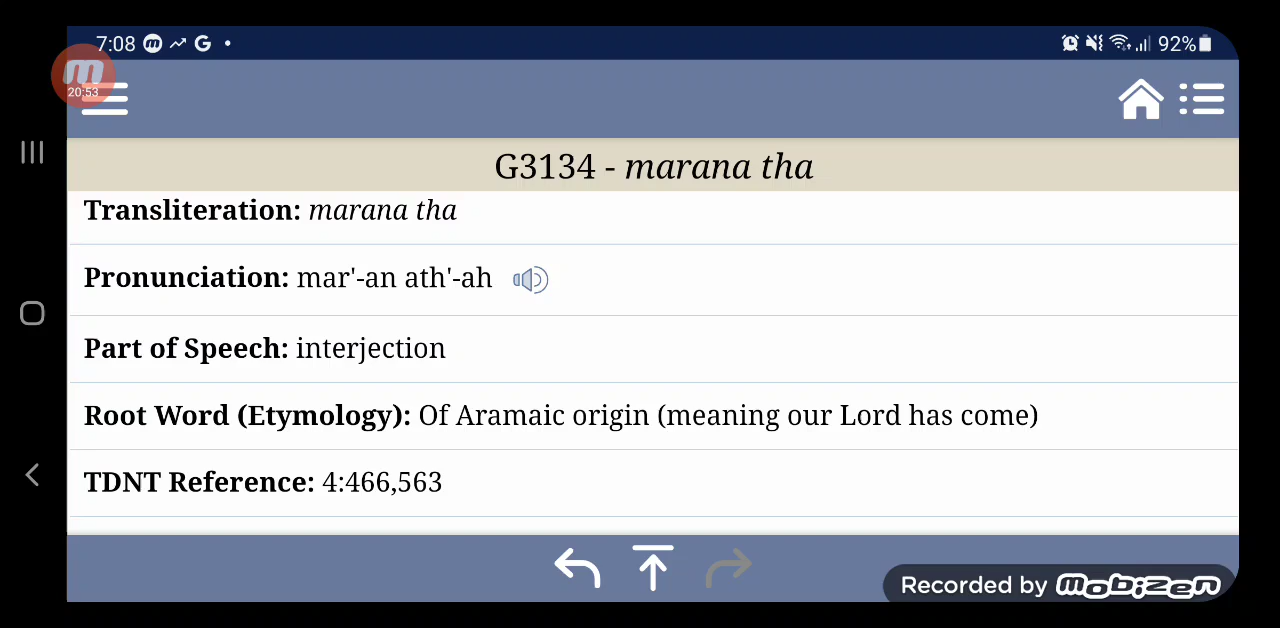 7:08 m G • 92%
m
20:53
G3134 - marana tha
Transliteration: marana tha
Pronunciation: mar'-an ath'-ah
Part of Speech: interjection
Root Word (Etymology): Of Aramaic origin (meaning our Lord has come)
TDNT Reference: 4:466,563
Recorded by mobizen